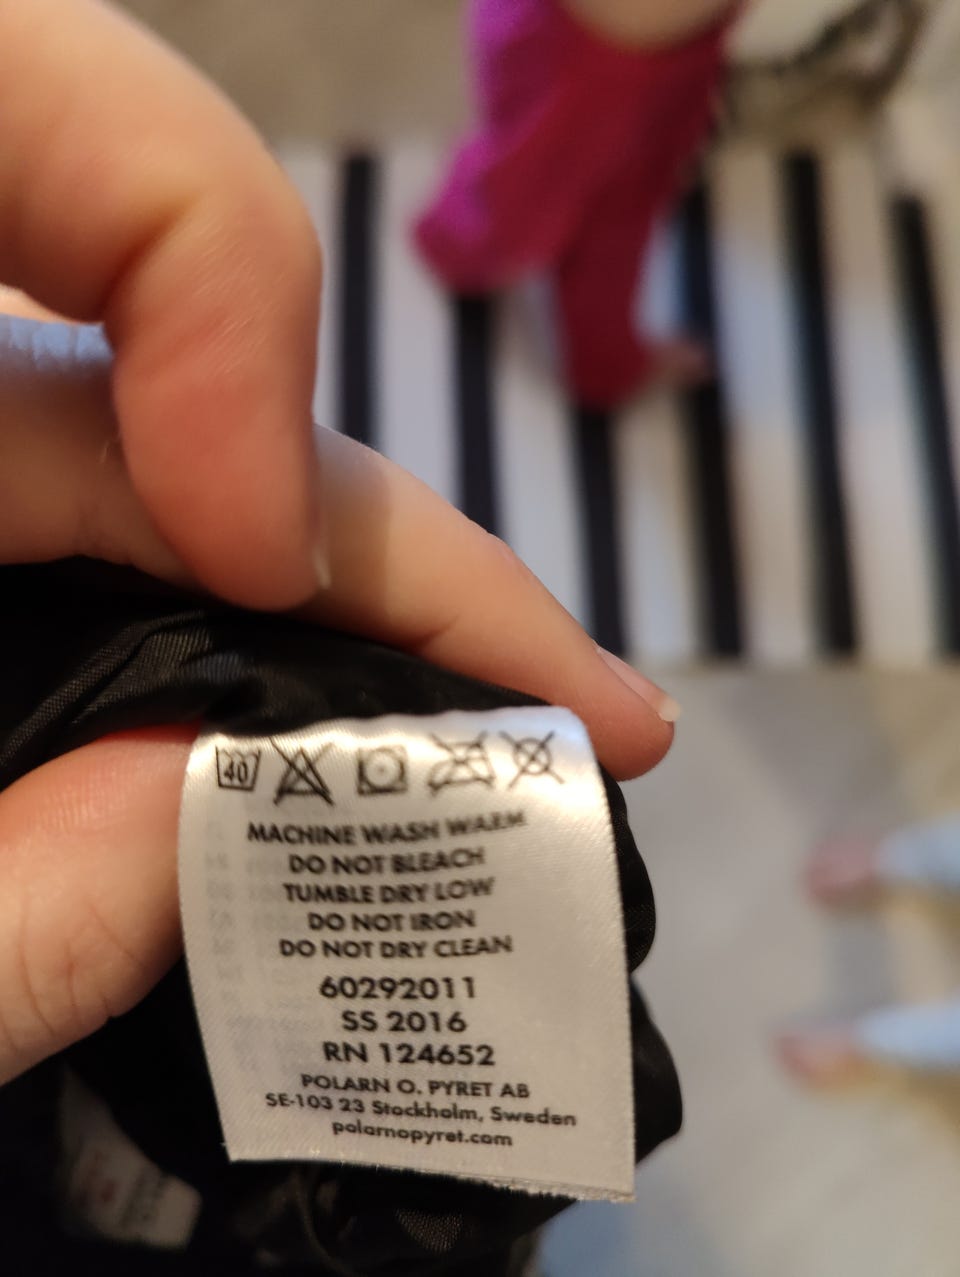 40
MACHINE WASH WARM
DO NOT BLEACH
TUMBLE DRY LOW
DO NOT IRON
DO NOT DRY CLEAN
60292011
SS 2016
RN 124652
POLARN O. PYRET AB
SE-103 23 Stockholm, Sweden
polarnopyret.com